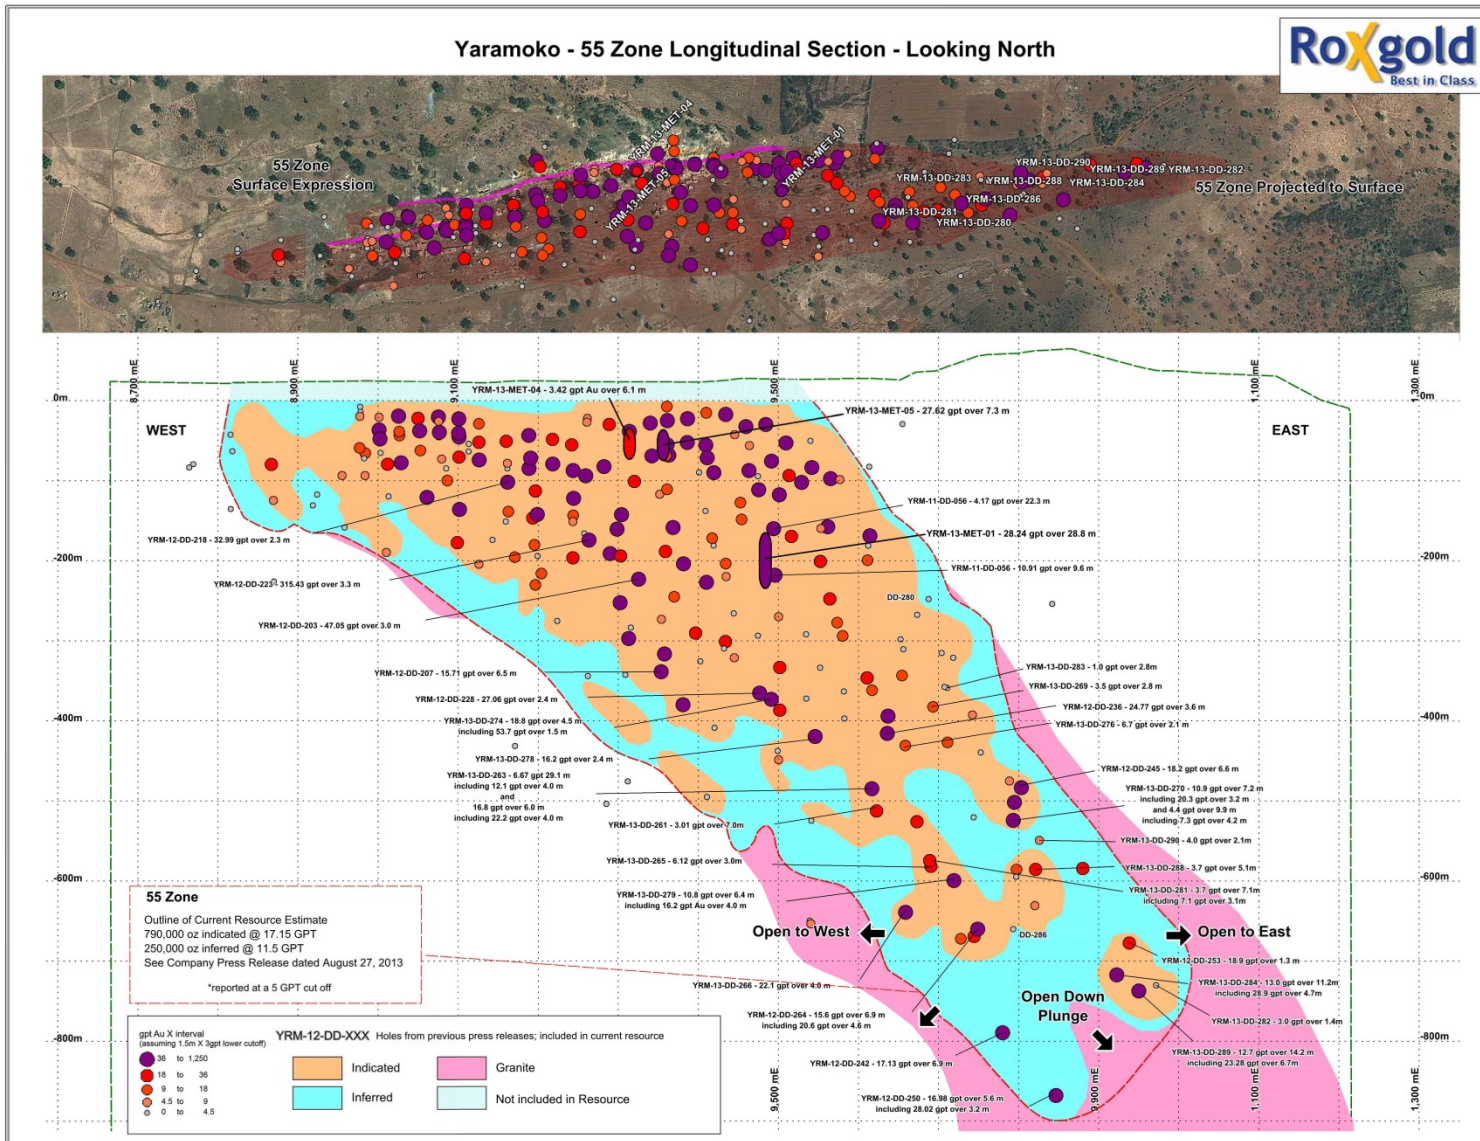 Yaramoko - 55 Zone Longitudinal Section - Looking North
Roxgold
Best in Class
55 Zone
Surface Expression
YRM-13-MET-04
YRM-13-MET-05
YRM-13-MET-01
YRM-13-DD-290
YRM-13-DD-289
YRM-13-DD-282
YRM-13-DD-283
YRM-13-DD-288
YRM-13-DD-284
YRM-13-DD-286
55 Zone Projected to Surface
YRM-13-DD-281
YRM-13-DD-280
8,700 mE
8,900 mE
9,100 mE
9,500 mE
1,100 mE
1,300 mE
0m
0m
WEST
EAST
YRM-13-MET-04 - 3.42 gpt Au over 6.1 m
YRM-13-MET-05 - 27.62 gpt over 7.3 m
YRM-11-DD-056 - 4.17 gpt over 22.3 m
YRM-13-MET-01 - 28.24 gpt over 28.8 m
YRM-12-DD-218 - 32.99 gpt over 2.3 m
-200m
-200m
YRM-11-DD-056 - 10.91 gpt over 9.6 m
YRM-12-DD-223 - 315.43 gpt over 3.3 m
DD-280
YRM-12-DD-203 - 47.05 gpt over 3.0 m
YRM-12-DD-207 - 15.71 gpt over 6.5 m
YRM-13-DD-283 - 1.0 gpt over 2.8m
YRM-13-DD-269 - 3.5 gpt over 2.8 m
YRM-12-DD-228 - 27.06 gpt over 2.4 m
YRM-12-DD-236 - 24.77 gpt over 3.6 m
-400m
-400m
YRM-13-DD-274 - 18.8 gpt over 4.5 m
including 53.7 gpt over 1.5 m
YRM-13-DD-276 - 6.7 gpt over 2.1 m
YRM-13-DD-278 - 16.2 gpt over 2.4 m
YRM-13-DD-263 - 6.67 gpt 29.1 m
including 12.1 gpt over 4.0 m
and
16.8 gpt over 6.0 m
including 22.2 gpt over 4.0 m
YRM-12-DD-245 - 18.2 gpt over 6.6 m
YRM-13-DD-270 - 10.9 gpt over 7.2 m
including 20.3 gpt over 3.2 m
and 4.4 gpt over 9.9 m
including 7.3 gpt over 4.2 m
YRM-13-DD-261 - 3.01 gpt over 7.0m
YRM-13-DD-290 - 4.0 gpt over 2.1m
YRM-13-DD-265 - 6.12 gpt over 3.0m
YRM-13-DD-288 - 3.7 gpt over 5.1m
-600m
-600m
YRM-13-DD-279 - 10.8 gpt over 6.4 m
including 16.2 gpt Au over 4.0 m
YRM-13-DD-281 - 3.7 gpt over 7.1m
including 7.1 gpt over 3.1m
55 Zone
Outline of Current Resource Estimate
790,000 oz indicated @ 17.15 GPT
250,000 oz inferred @ 11.5 GPT
See Company Press Release dated August 27, 2013
*reported at a 5 GPT cut off
Open to West
DD-286
Open to East
YRM-12-DD-253 - 18.9 gpt over 1.3 m
YRM-13-DD-266 - 22.1 gpt over 4.0 m
YRM-13-DD-284 - 13.0 gpt over 11.2m
including 28.9 gpt over 4.7m
Open Down
Plunge
YRM-12-DD-264 - 15.6 gpt over 6.9 m
including 20.6 gpt over 4.6 m
YRM-13-DD-282 - 3.0 gpt over 1.4m
-800m
-800m
YRM-13-DD-289 - 12.7 gpt over 14.2 m
including 23.28 gpt over 6.7m
YRM-12-DD-242 - 17.13 gpt over 6.9 m
YRM-12-DD-250 - 16.98 gpt over 5.6 m
including 28.02 gpt over 3.2 m
9,500 mE
9,900 mE
1,100 mE
1,300 mE
gpt Au X interval
(assuming 1.5m X 3gpt lower cutoff)
36 to 1,250
18 to 36
9 to 18
4.5 to 9
0 to 4.5
YRM-12-DD-XXX Holes from previous press releases; included in current resource
Indicated
Granite
Inferred
Not included in Resource